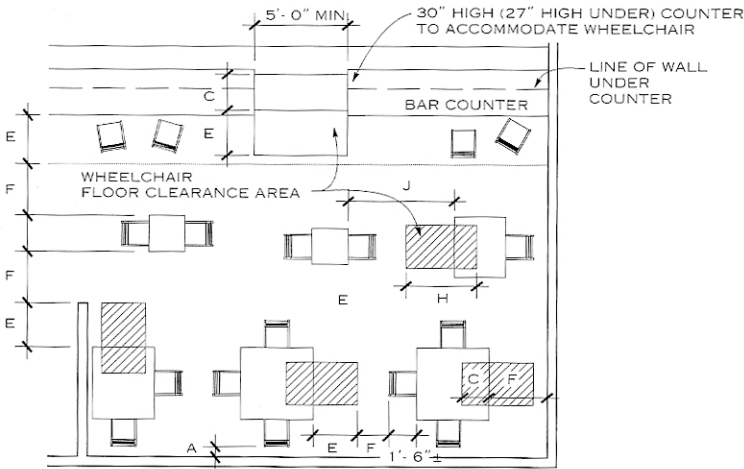 5'-0" MIN
30" HIGH (27" HIGH UNDER) COUNTER
TO ACCOMMODATE WHEELCHAIR
LINE OF WALL
UNDER
COUNTER
C
BAR COUNTER
E
E
WHEELCHAIR
FLOOR CLEARANCE AREA
J
F
F
E
H
E
C
F
A
E
F
1'-6"±